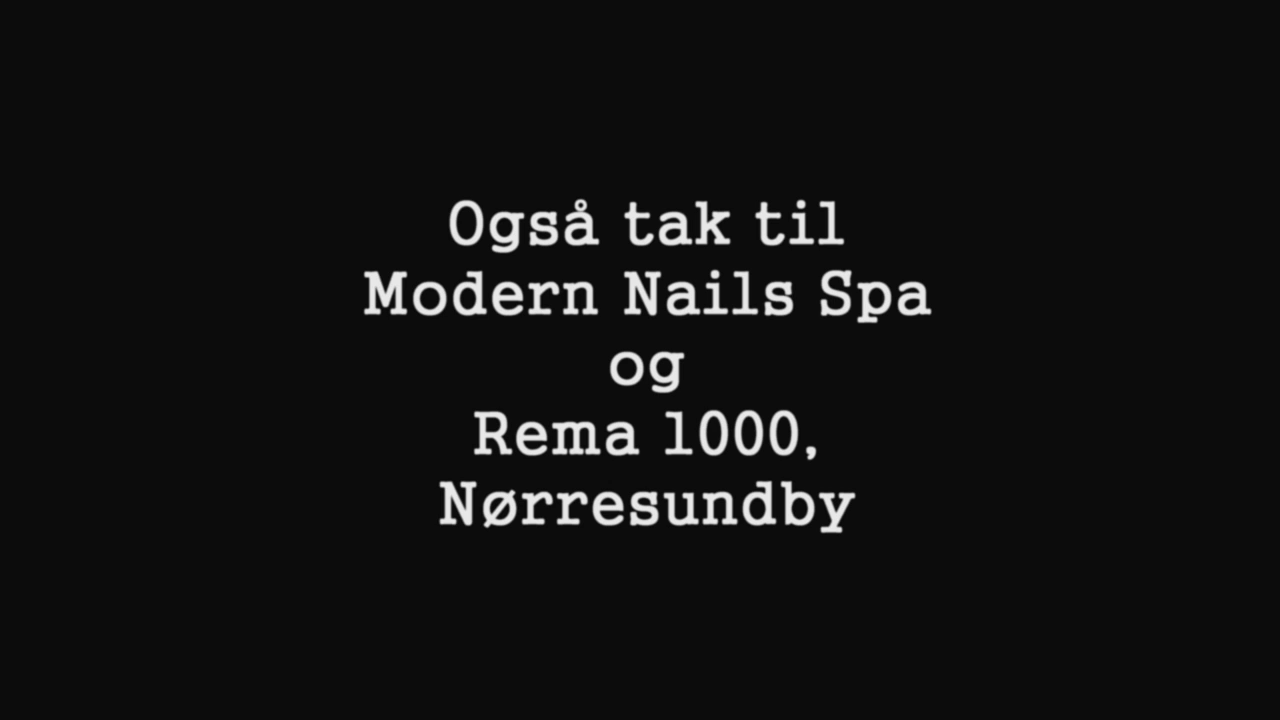 Også tak til
Modern Nails Spa
og
Rema 1000,
Nørresundby